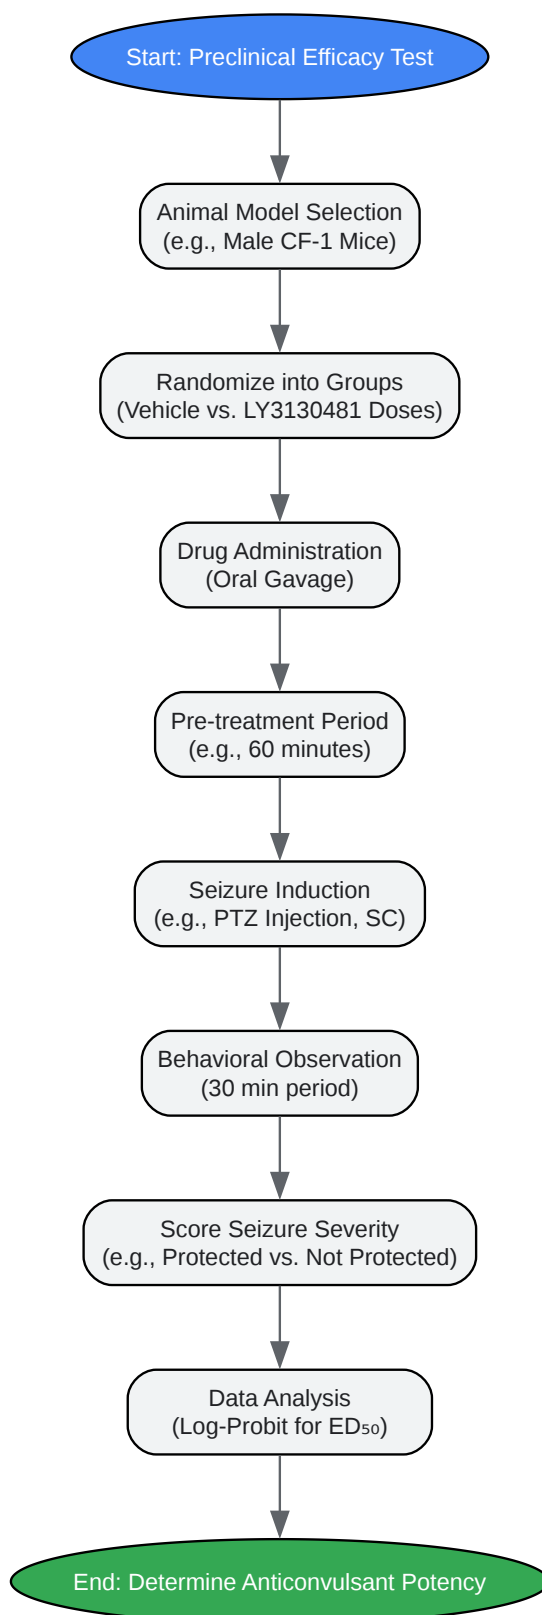 Start: Preclinical Efficacy Test
Animal Model Selection
(e.g., Male CF-1 Mice)
Randomize into Groups
(Vehicle vs. LY3130481 Doses)
Drug Administration
(Oral Gavage)
Pre-treatment Period
(e.g., 60 minutes)
Seizure Induction
(e.g., PTZ Injection, SC)
Behavioral Observation
(30 min period)
Score Seizure Severity
(e.g., Protected vs. Not Protected)
Data Analysis
(Log-Probit for ED₅₀)
End: Determine Anticonvulsant Potency